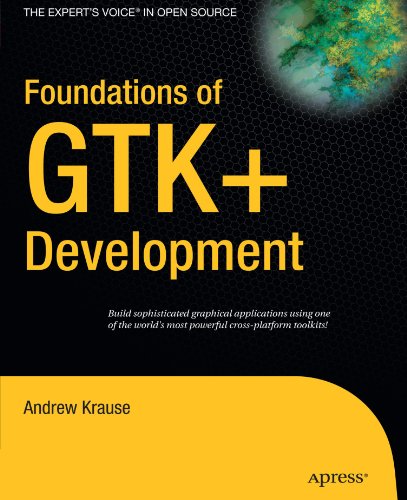 THE EXPERT'S VOICE® IN OPEN SOURCE
Foundations of
GTK+
Development
Build sophisticated graphical applications using one
of the world's most powerful cross-platform toolkits!
Andrew Krause
Apress®